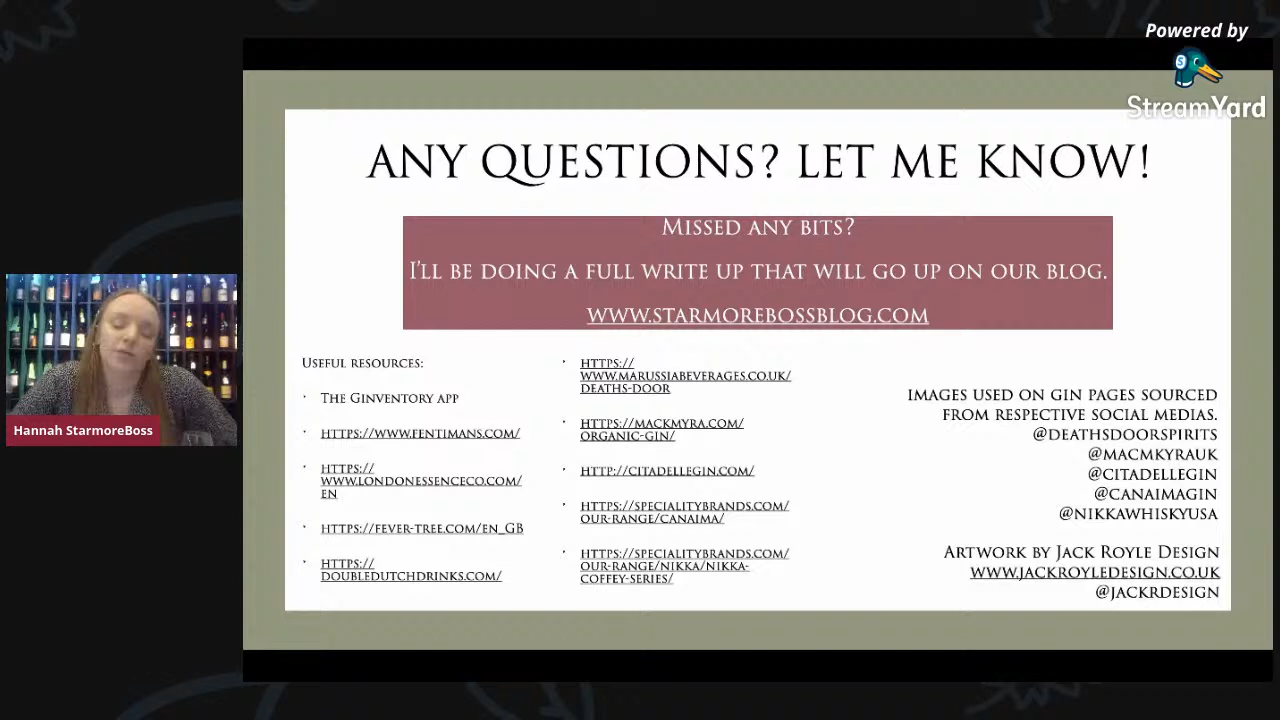 Powered by
StreamYard
ANY QUESTIONS? LET ME KNOW!
MISSED ANY BITS?
I'LL BE DOING A FULL WRITE UP THAT WILL GO UP ON OUR BLOG.
WWW.STARMOREBOSSBLOG.COM
USEFUL RESOURCES:
· THE GINVENTORY APP
· HTTPS://WWW.FENTIMANS.COM/
· HTTPS://
WWW.LONDONESSENCECO.COM/
EN
· HTTPS://FEVER-TREE.COM/EN_GB
· HTTPS://
DOUBLEDUTCHDRINKS.COM/
· HTTPS://
WWW.MARUSSIABEVERAGES.CO.UK/
DEATHS-DOOR
· HTTPS://MACKMYRA.COM/
ORGANIC-GIN/
· HTTP://CITADELLEGIN.COM/
· HTTPS://SPECIALITYBRANDS.COM/
OUR-RANGE/CANAIMA/
· HTTPS://SPECIALITYBRANDS.COM/
OUR-RANGE/NIKKA/NIKKA-
COFFEY-SERIES/
IMAGES USED ON GIN PAGES SOURCED
FROM RESPECTIVE SOCIAL MEDIAS.
@DEATHSDOORSPIRITS
@MACMKYRAUK
@CITADELLEGIN
@CANAIMAGIN
@NIKKAWHISKYUSA
ARTWORK BY JACK ROYLE DESIGN
WWW.JACKROYLEDESIGN.CO.UK
@JACKRDESIGN
Hannah StarmoreBoss